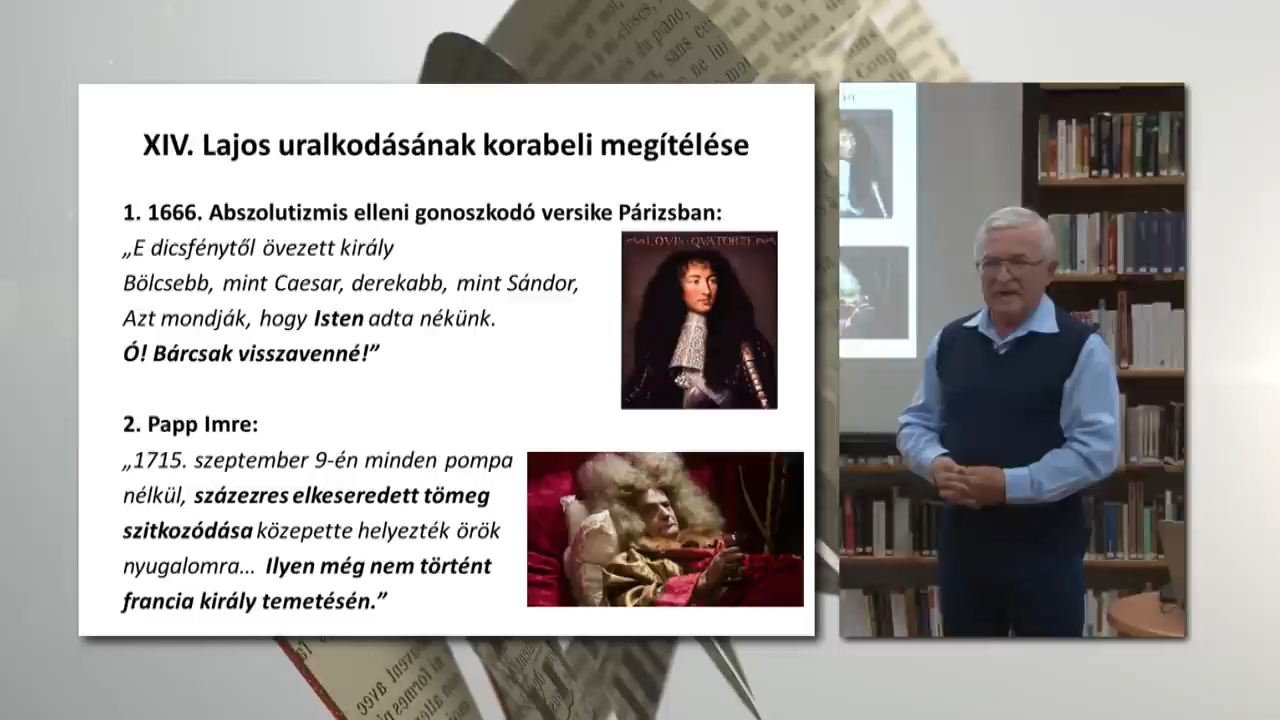 XIV. Lajos uralkodásának korabeli megítélése
1. 1666. Abszolutizmis elleni gonoszkodó versike Párizsban:
„E dicsfénytől övezett király
Bölcsebb, mint Caesar, derekabb, mint Sándor,
Azt mondják, hogy Isten adta nékünk.
Ó! Bárcsak visszavenné!”
LOVIS QVATORZE
2. Papp Imre:
„1715. szeptember 9-én minden pompa
nélkül, százezres elkeseredett tömeg
szitkozódása közepette helyezték örök
nyugalomra... Ilyen még nem történt
francia király temetésén.”